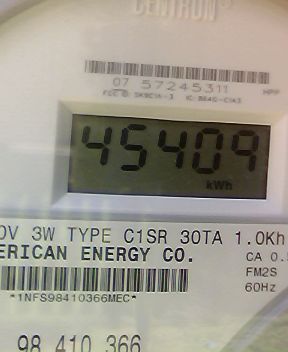 CENTRON®
07 57245311
45409
kWh
0V 3W TYPE C1SR 30TA 1.0Kh
ERICAN ENERGY CO.
CA 0.
*1NFS98410366MEC*
FM2S
60Hz
98 410 366